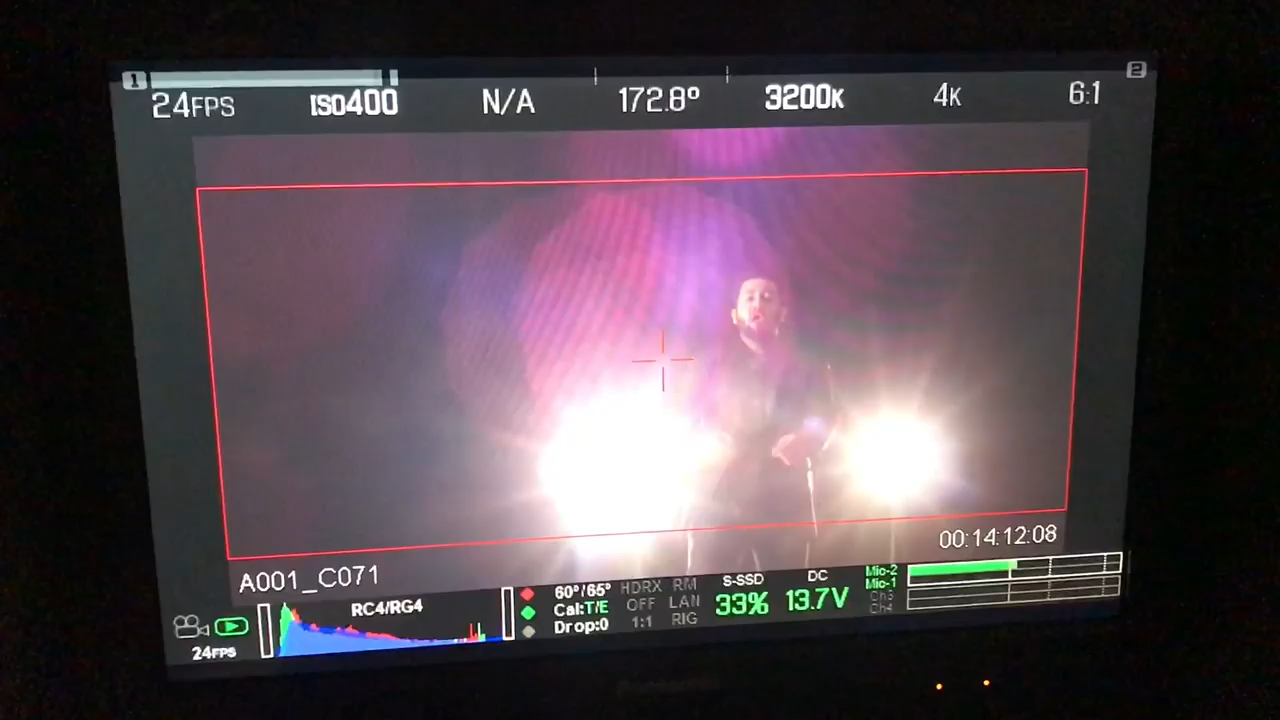 1 2
24FPS ISO400 N/A 172.8° 3200K 4K 6:1
00:14:12:08
A001_C071
RC4/RG4
24FPS
60°/65° HDRX RM S-SSD DC Mic-2
Cal:T/E OFF LAN 33% 13.7V Mic-1
Drop:0 1:1 RIG Ch3
Ch4